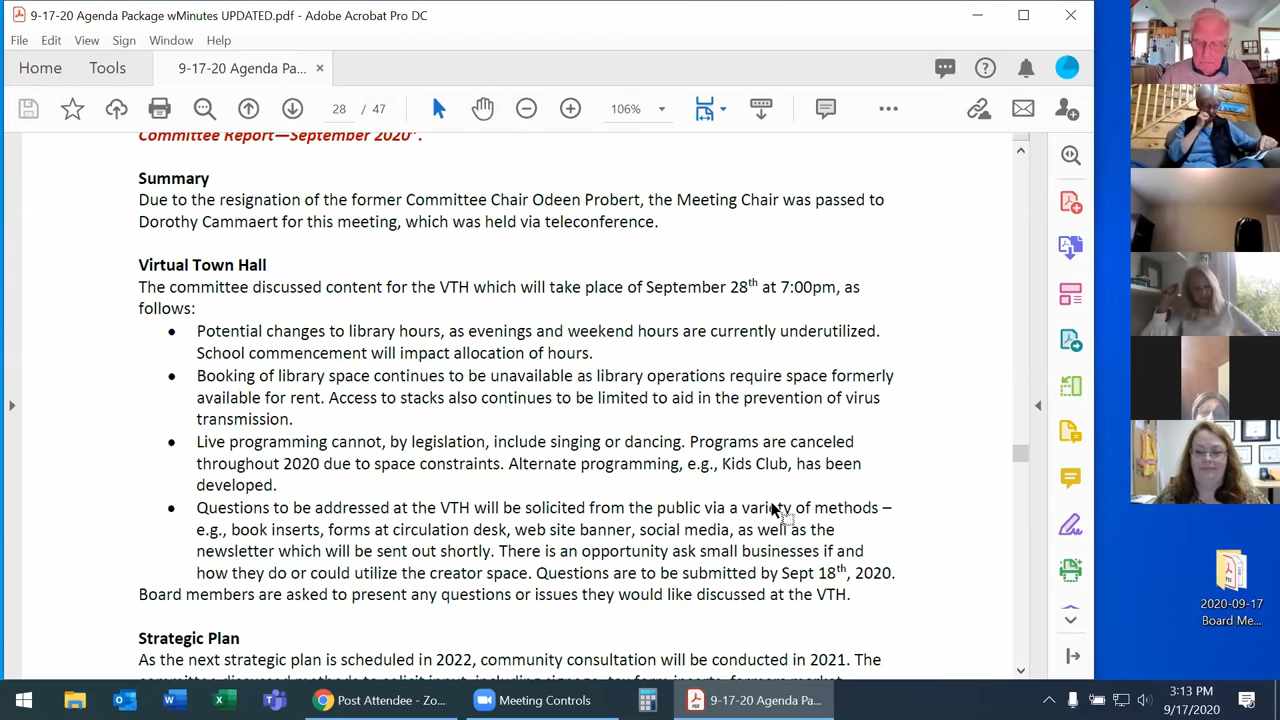 9-17-20 Agenda Package wMinutes UPDATED.pdf - Adobe Acrobat Pro DC
File Edit View Sign Window Help
Home Tools 9-17-20 Agenda Pa... ×
28 / 47 106%
Committee Report—September 2020".
Summary
Due to the resignation of the former Committee Chair Odeen Probert, the Meeting Chair was passed to
Dorothy Cammaert for this meeting, which was held via teleconference.
Virtual Town Hall
The committee discussed content for the VTH which will take place of September 28th at 7:00pm, as
follows:
• Potential changes to library hours, as evenings and weekend hours are currently underutilized.
School commencement will impact allocation of hours.
• Booking of library space continues to be unavailable as library operations require space formerly
available for rent. Access to stacks also continues to be limited to aid in the prevention of virus
transmission.
• Live programming cannot, by legislation, include singing or dancing. Programs are canceled
throughout 2020 due to space constraints. Alternate programming, e.g., Kids Club, has been
developed.
• Questions to be addressed at the VTH will be solicited from the public via a variety of methods –
e.g., book inserts, forms at circulation desk, web site banner, social media, as well as the
newsletter which will be sent out shortly. There is an opportunity ask small businesses if and
how they do or could utilize the creator space. Questions are to be submitted by Sept 18th, 2020.
Board members are asked to present any questions or issues they would like discussed at the VTH.
Strategic Plan
As the next strategic plan is scheduled in 2022, community consultation will be conducted in 2021. The
2020-09-17
Board Me...
Post Attendee - Zo...
Meeting Controls
9-17-20 Agenda Pa...
3:13 PM
9/17/2020